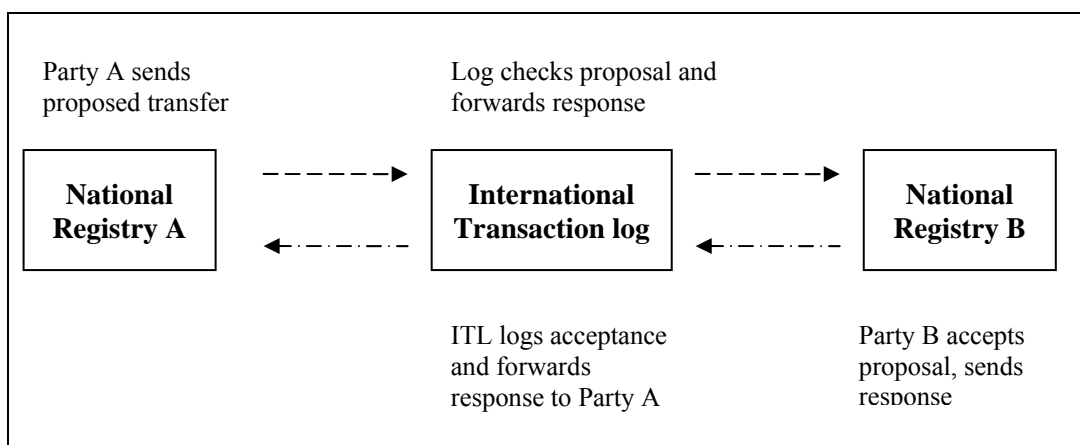 Party A sends
proposed transfer
Log checks proposal and
forwards response
National
Registry A
International
Transaction log
National
Registry B
ITL logs acceptance
and forwards
response to Party A
Party B accepts
proposal, sends
response